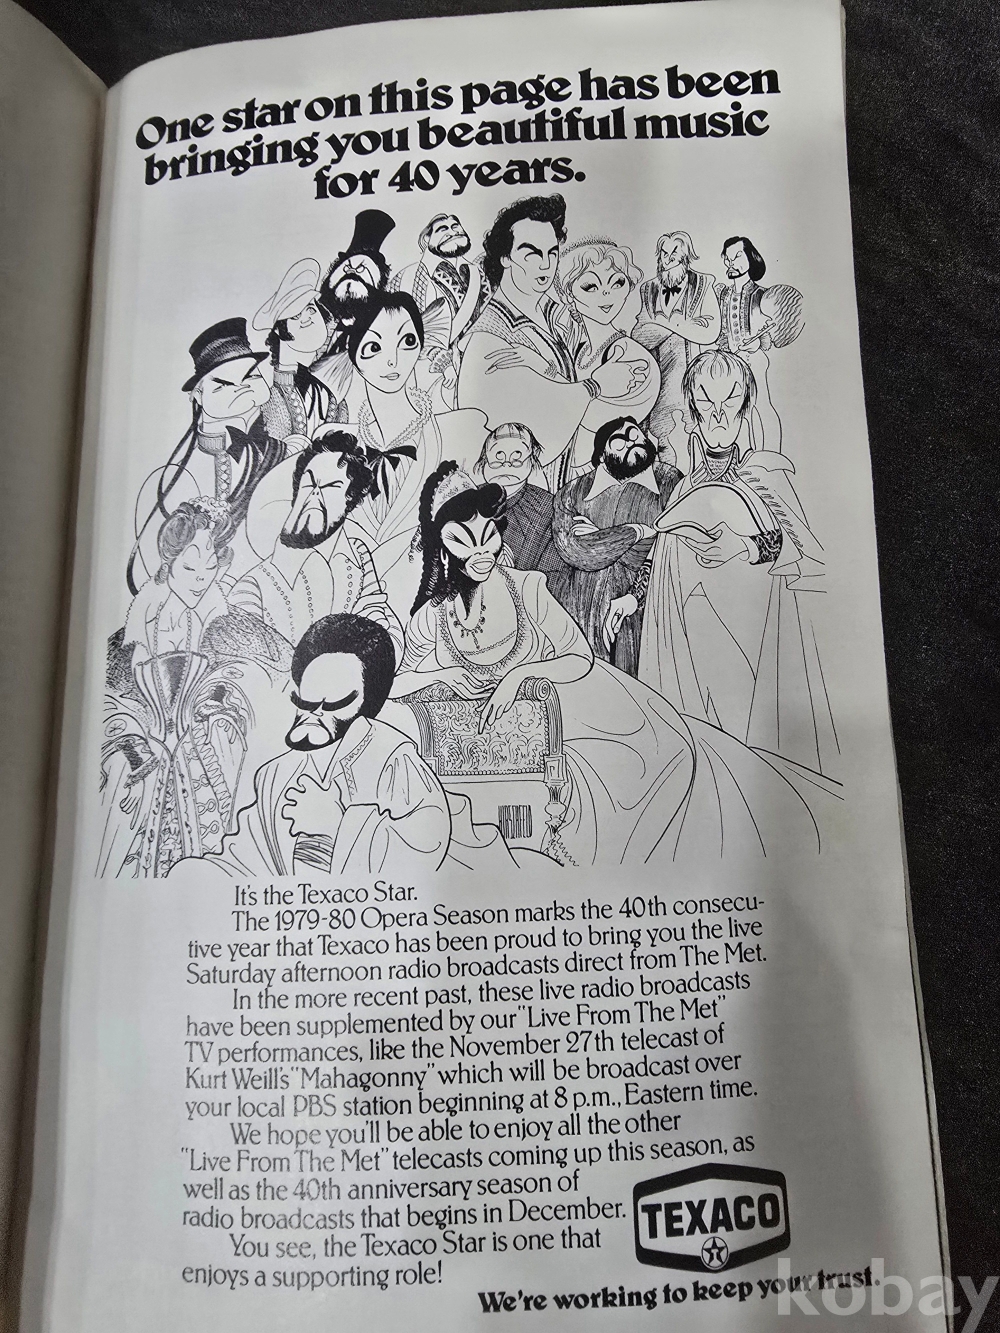 One star on this page has been
bringing you beautiful music
for 40 years.
HIRSCHFELD
It's the Texaco Star.
The 1979-80 Opera Season marks the 40th consecu-
tive year that Texaco has been proud to bring you the live
Saturday afternoon radio broadcasts direct from The Met.
In the more recent past, these live radio broadcasts
have been supplemented by our "Live From The Met"
TV performances, like the November 27th telecast of
Kurt Weill's "Mahagonny" which will be broadcast over
your local PBS station beginning at 8 p.m., Eastern time.
We hope you'll be able to enjoy all the other
"Live From The Met" telecasts coming up this season, as
well as the 40th anniversary season of
radio broadcasts that begins in December.
You see, the Texaco Star is one that
enjoys a supporting role!
TEXACO
T
We're working to keep your trust.
kobay